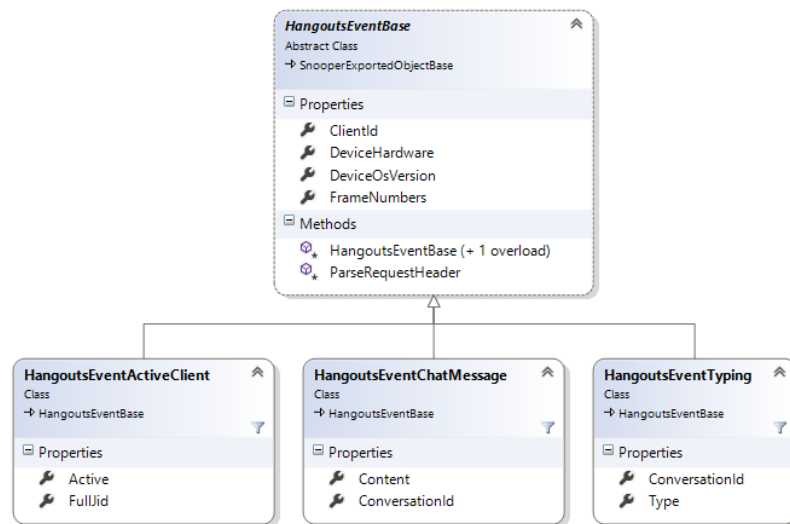 HangoutsEventBase
Abstract Class
SnooperExportedObjectBase
Properties
ClientId
DeviceHardware
DeviceOsVersion
FrameNumbers
Methods
HangoutsEventBase (+ 1 overload)
ParseRequestHeader
HangoutsEventActiveClient
Class
HangoutsEventBase
Properties
Active
FullJid
HangoutsEventChatMessage
Class
HangoutsEventBase
Properties
Content
ConversationId
HangoutsEventTyping
Class
HangoutsEventBase
Properties
ConversationId
Type